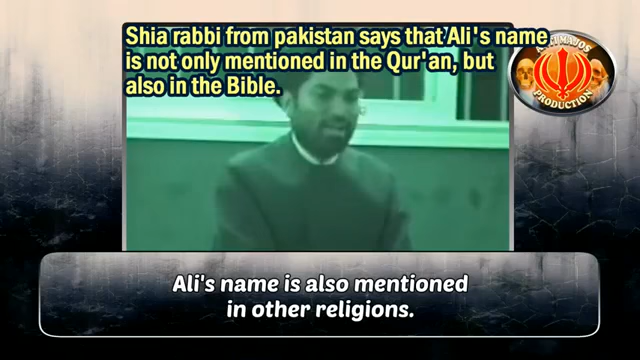 Shia rabbi from pakistan says that Ali's name
is not only mentioned in the Qur'an, but
also in the Bible.
PRODUCTION
Ali's name is also mentioned
in other religions.